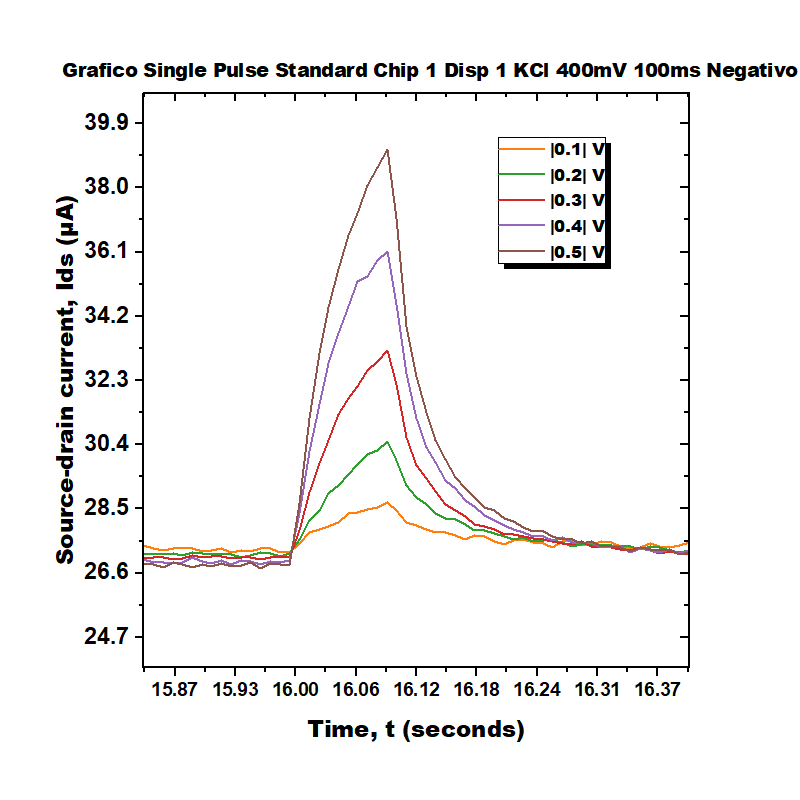 Grafico Single Pulse Standard Chip 1 Disp 1 KCl 400mV 100ms Negativo
39.9
38.0
36.1
34.2
32.3
30.4
28.5
26.6
24.7
Source-drain current, Ids (µA)
|0.1| V
|0.2| V
|0.3| V
|0.4| V
|0.5| V
15.87 15.93 16.00 16.06 16.12 16.18 16.24 16.31 16.37
Time, t (seconds)